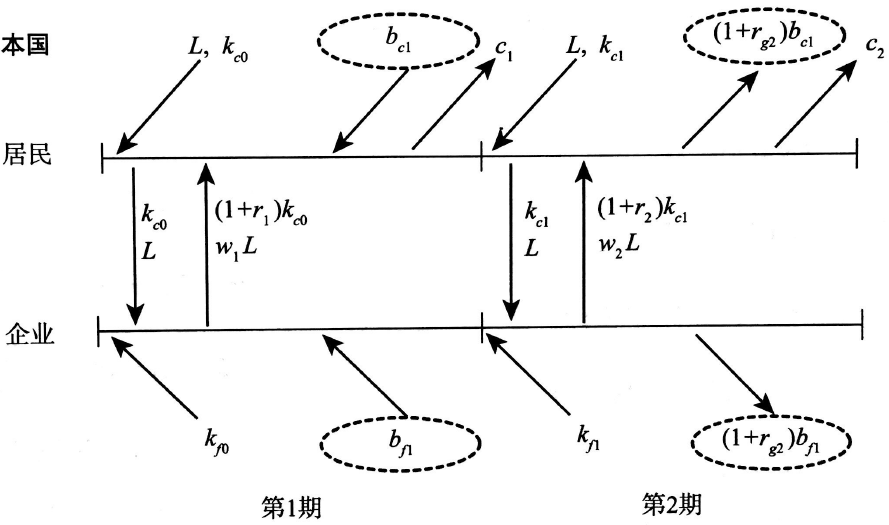 本国
L, k_{c0}
b_{c1}
c_1
L, k_{c1}
(1+r_{g2})b_{c1}
c_2
居民
k_{c0}
L
(1+r_1)k_{c0}
w_1L
k_{c1}
L
(1+r_2)k_{c1}
w_2L
企业
k_{f0}
b_{f1}
k_{f1}
(1+r_{g2})b_{f1}
第1期
第2期